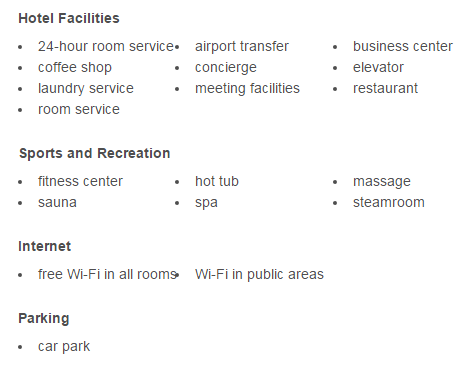 Hotel Facilities
• 24-hour room service • airport transfer • business center
• coffee shop • concierge • elevator
• laundry service • meeting facilities • restaurant
• room service
Sports and Recreation
• fitness center • hot tub • massage
• sauna • spa • steamroom
Internet
• free Wi-Fi in all rooms • Wi-Fi in public areas
Parking
• car park